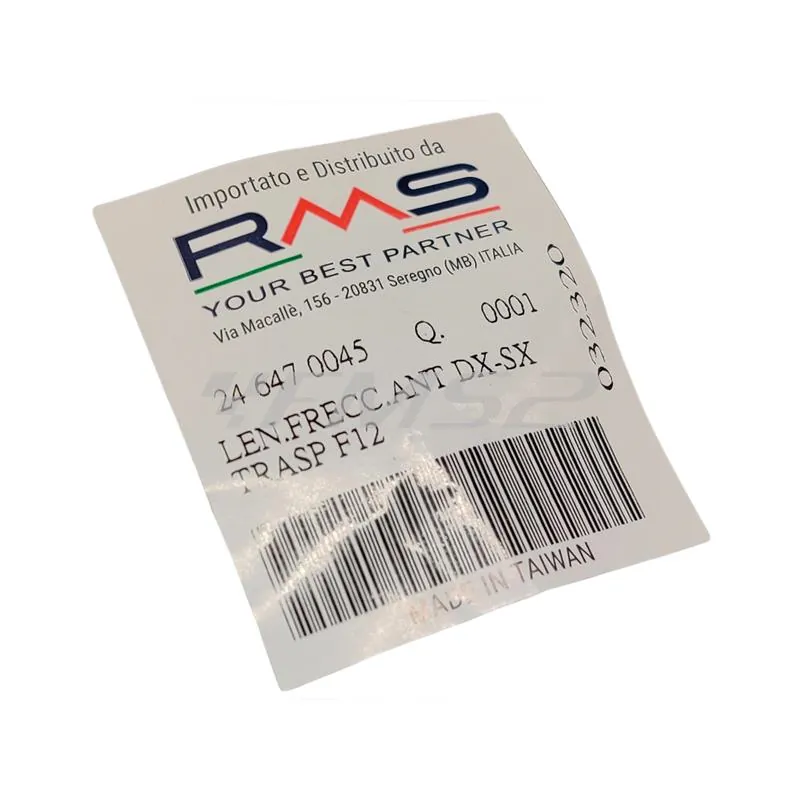 Importato e Distribuito da
RMS
YOUR BEST PARTNER
Via Macallè, 156 - 20831 Seregno (MB) ITALIA
24 647 0045 Q. 0001
LEN.FRECC.ANT DX-SX
TRASP F12
MADE IN TAIWAN
032320